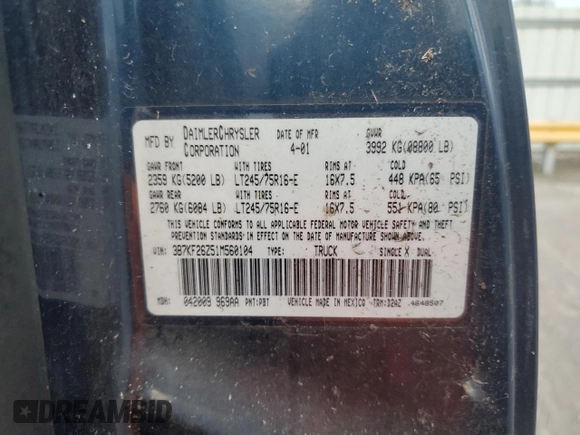 MFD BY DAIMLERCHRYSLER CORPORATION DATE OF MFR 4-01 GVWR 3992 KG(08800 LB)
GAWR FRONT WITH TIRES RIMS AT COLD
2359 KG(5200 LB) LT245/75R16-E 16X7.5 448 KPA(65 PSI)
GAWR REAR WITH TIRES RIMS AT COLD
2760 KG(6084 LB) LT245/75R16-E 16X7.5 551 KPA(80 PSI)
THIS VEHICLE CONFORMS TO ALL APPLICABLE FEDERAL MOTOR VEHICLE SAFETY AND THEFT
PREVENTION STANDARDS IN EFFECT ON THE DATE OF MANUFACTURE SHOWN ABOVE.
VIN: 3B7KF26Z51M560104 TYPE: TRUCK SINGLE X DUAL
MDH: 042009 969AA PNT:PBT VEHICLE MADE IN MEXICO TRM:D2AZ .4648507
DREAMSID